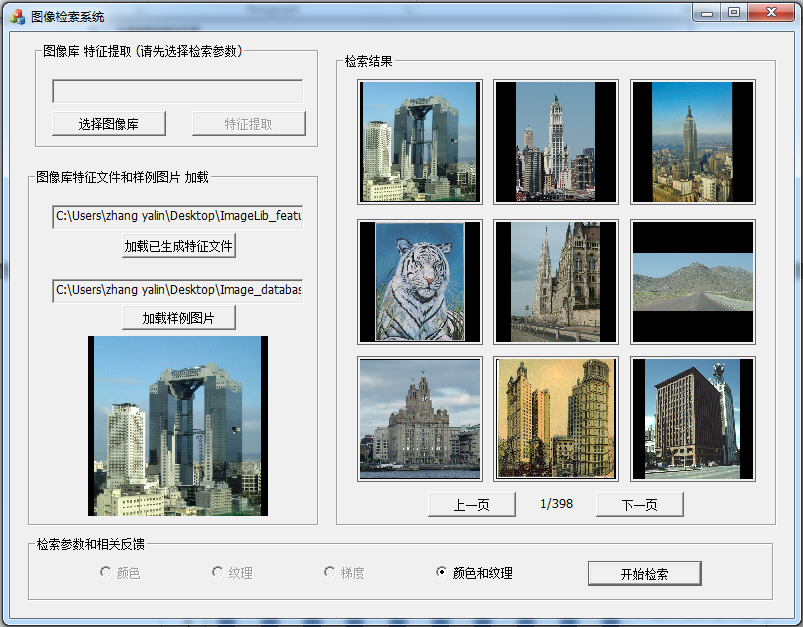 图像检索系统
图像库 特征提取 (请先选择检索参数)
选择图像库
特征提取
图像库特征文件和样例图片 加载
C:\Users\zhang yalin\Desktop\ImageLib_featu
加载已生成特征文件
C:\Users\zhang yalin\Desktop\Image_databas
加载样例图片
检索结果
上一页
1/398
下一页
检索参数和相关反馈
颜色
纹理
梯度
颜色和纹理
开始检索